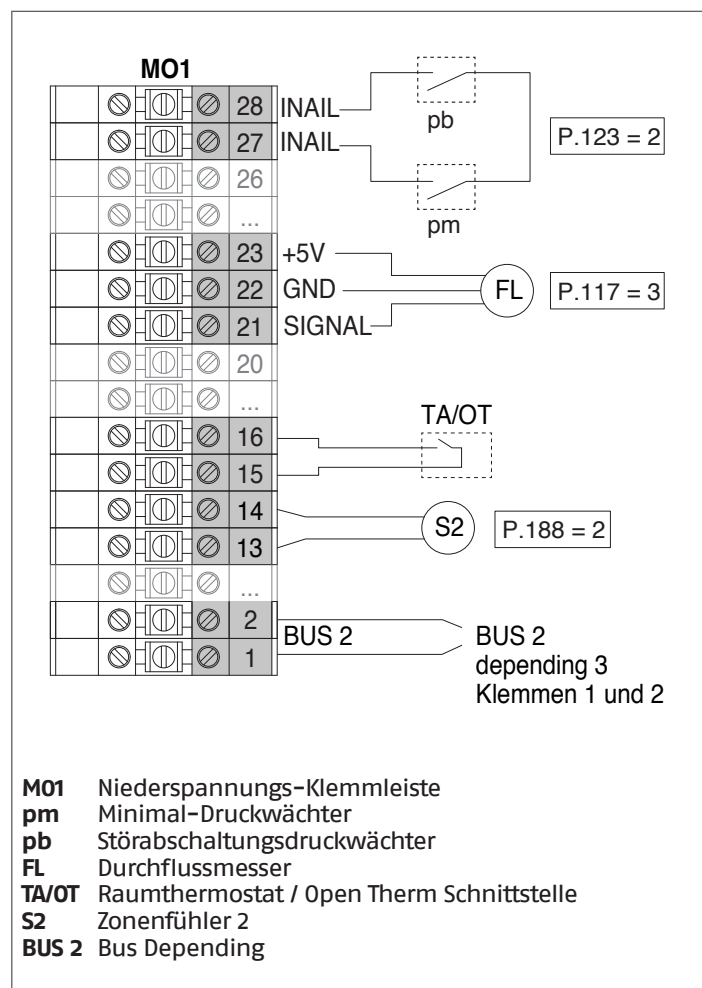 MO1
28 INAIL
27 INAIL
26
...
23 +5V
22 GND
21 SIGNAL
20
...
16
15
14
13
...
2
1
BUS 2
pb
pm
P.123 = 2
FL
P.117 = 3
TA/OT
S2
P.188 = 2
BUS 2
depending 3
Klemmen 1 und 2
MO1 Niederspannungs-Klemmleiste
pm Minimal-Druckwächter
pb Störabschaltungsdruckwächter
FL Durchflussmesser
TA/OT Raumthermostat / Open Therm Schnittstelle
S2 Zonenfühler 2
BUS 2 Bus Depending